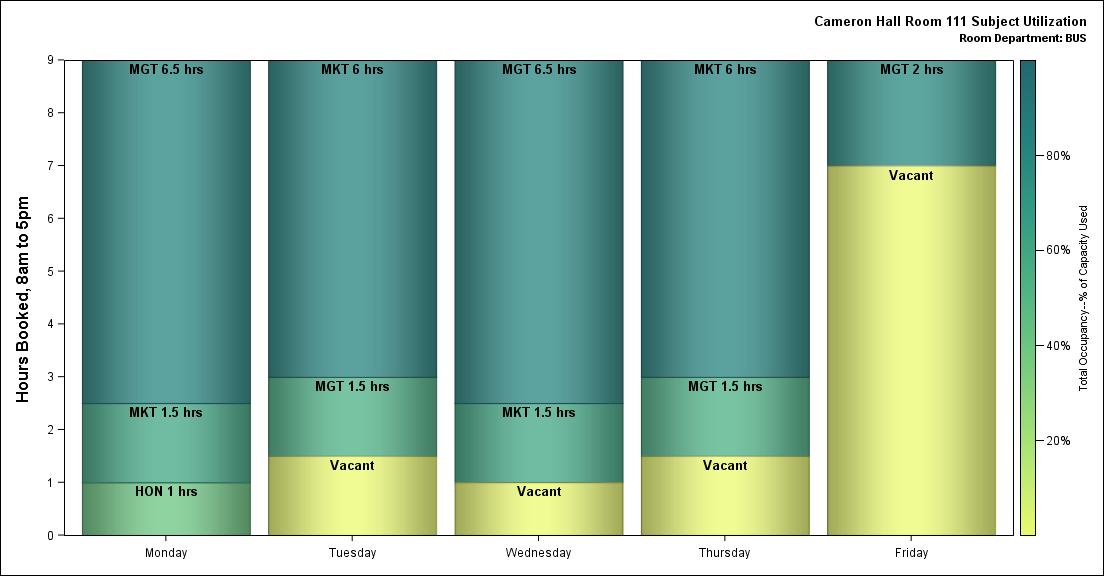 Cameron Hall Room 111 Subject Utilization
Room Department: BUS
Hours Booked, 8am to 5pm
9
8
7
6
5
4
3
2
1
0
MGT 6.5 hrs
MKT 1.5 hrs
HON 1 hrs
MKT 6 hrs
MGT 1.5 hrs
Vacant
MGT 6.5 hrs
MKT 1.5 hrs
Vacant
MKT 6 hrs
MGT 1.5 hrs
Vacant
MGT 2 hrs
Vacant
Monday
Tuesday
Wednesday
Thursday
Friday
80%
60%
40%
20%
Total Occupancy--% of Capacity Used